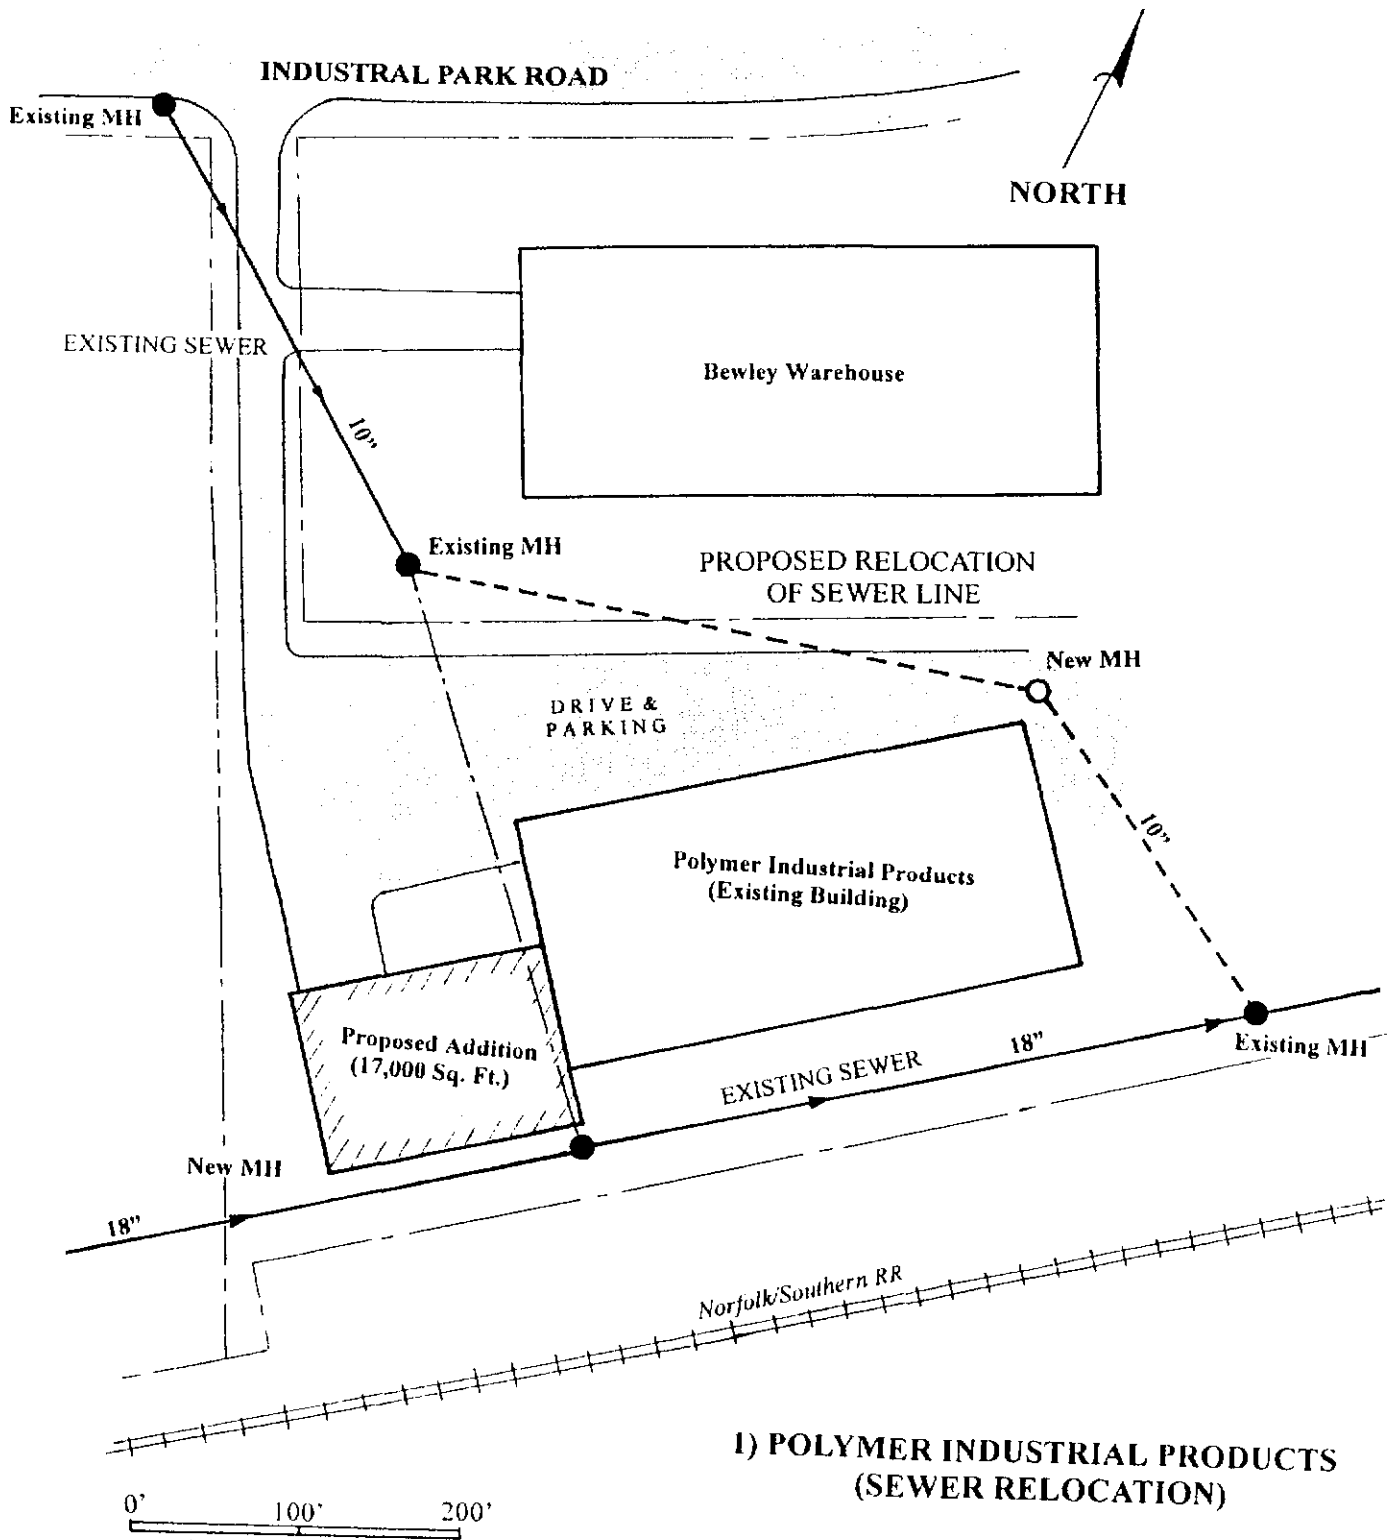 INDUSTRAL PARK ROAD
Existing MH
NORTH
EXISTING SEWER
Bewley Warehouse
10”
Existing MH
PROPOSED RELOCATION
OF SEWER LINE
New MH
DRIVE &
PARKING
10”
Polymer Industrial Products
(Existing Building)
Proposed Addition
(17,000 Sq. Ft.)
18”
Existing MH
EXISTING SEWER
New MH
18”
Norfolk/Southern RR
1) POLYMER INDUSTRIAL PRODUCTS
(SEWER RELOCATION)
0' 100' 200'